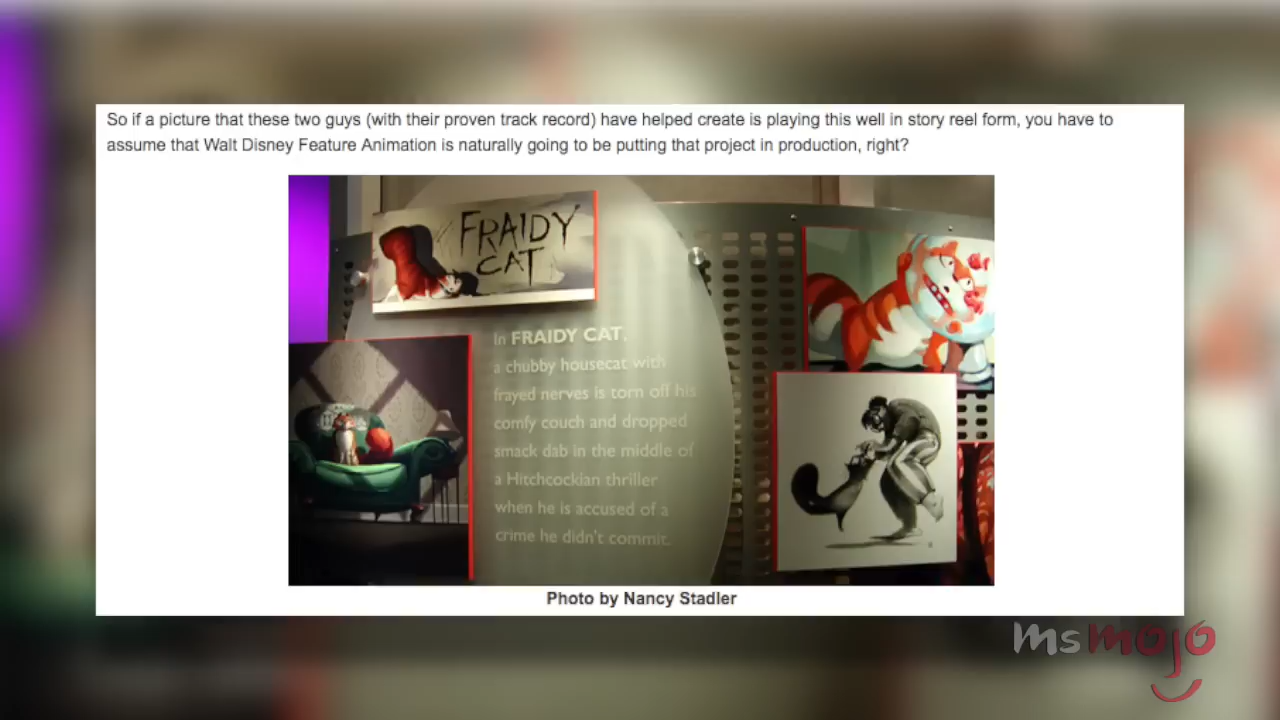 So if a picture that these two guys (with their proven track record) have helped create is playing this well in story reel form, you have to
assume that Walt Disney Feature Animation is naturally going to be putting that project in production, right?
FRAIDY
CAT
In FRAIDY CAT,
a chubby housecat with
frayed nerves is torn off his
comfy couch and dropped
smack dab in the middle of
a Hitchcockian thriller
when he is accused of a
crime he didn't commit.
Photo by Nancy Stadler
msmojo